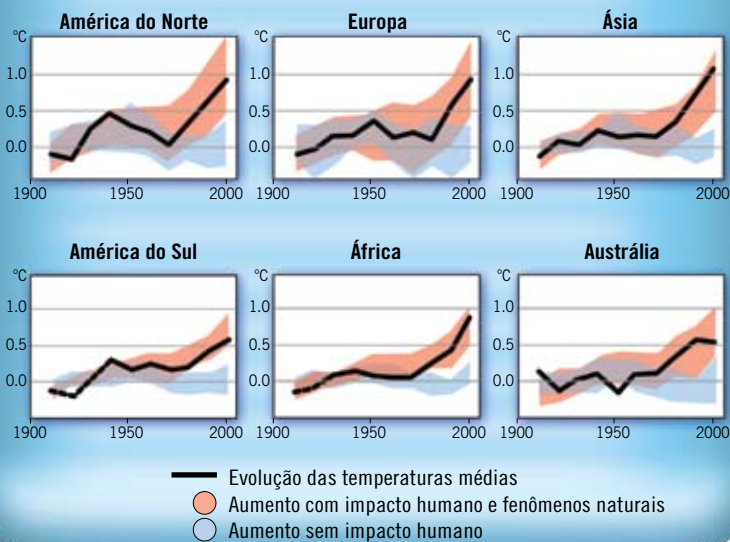 América do Norte
°C
1.0
0.5
0.0
1900
1950
2000
Europa
°C
1.0
0.5
0.0
1900
1950
2000
Ásia
°C
1.0
0.5
0.0
1900
1950
2000
América do Sul
°C
1.0
0.5
0.0
1900
1950
2000
África
°C
1.0
0.5
0.0
1900
1950
2000
Austrália
°C
1.0
0.5
0.0
1900
1950
2000
Evolução das temperaturas médias
Aumento com impacto humano e fenômenos naturais
Aumento sem impacto humano